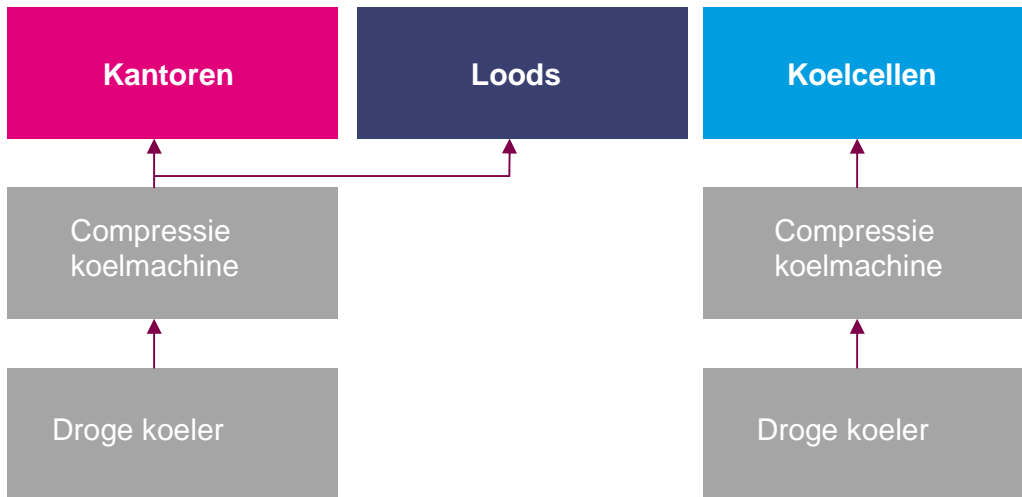 Kantoren
Loods
Koelcellen
Compressie
koelmachine
Compressie
koelmachine
Droge koeler
Droge koeler